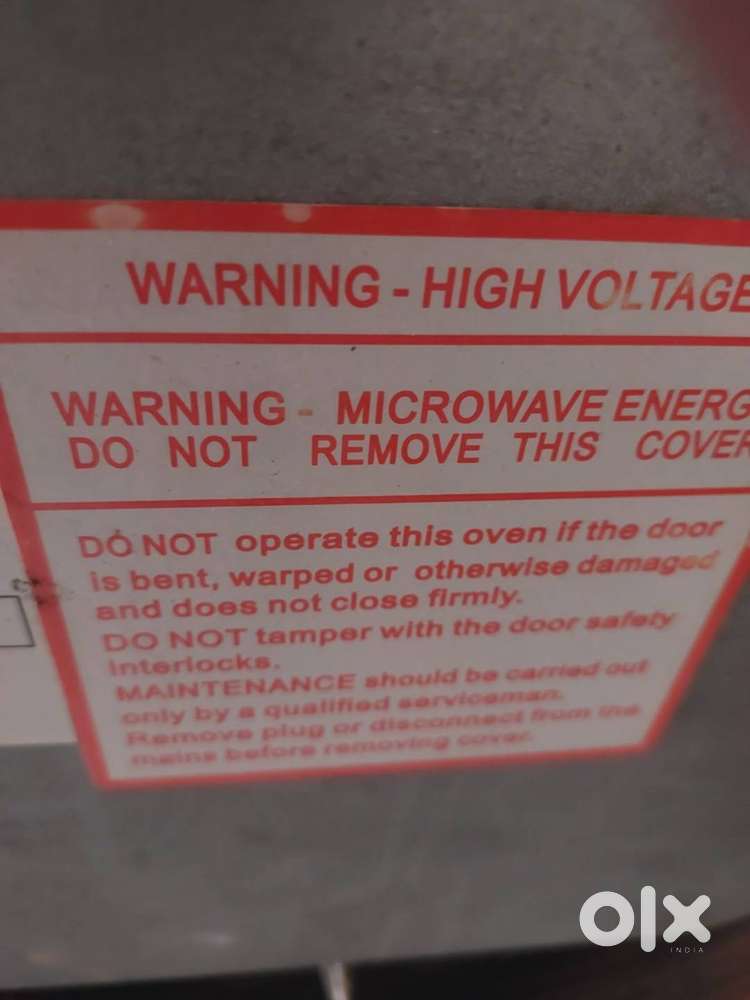 WARNING - HIGH VOLTAGE
WARNING - MICROWAVE ENERG
DO NOT REMOVE THIS COVER
DO NOT operate this oven if the door
is bent, warped or otherwise damaged
and does not close firmly.
DO NOT tamper with the door safety
interlocks.
MAINTENANCE should be carried out
only by a qualified serviceman.
Remove plug or disconnect from the
mains before removing cover.
olx
INDIA